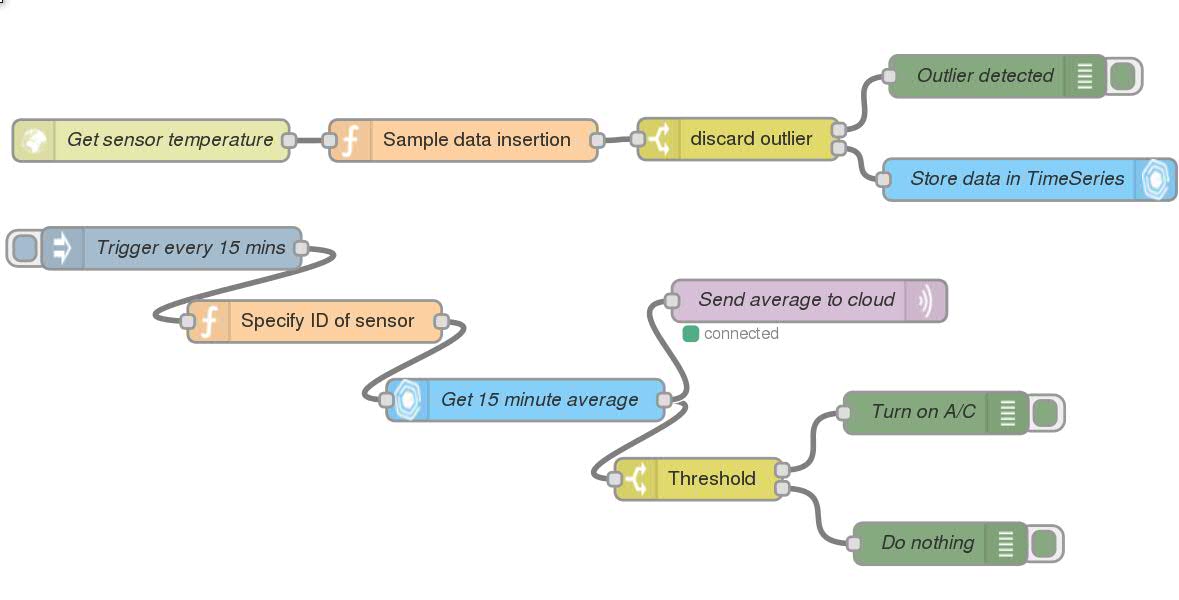 Outlier detected
Get sensor temperature
Sample data insertion
discard outlier
Store data in TimeSeries
Trigger every 15 mins
Send average to cloud
Specify ID of sensor
connected
Get 15 minute average
Turn on A/C
Threshold
Do nothing